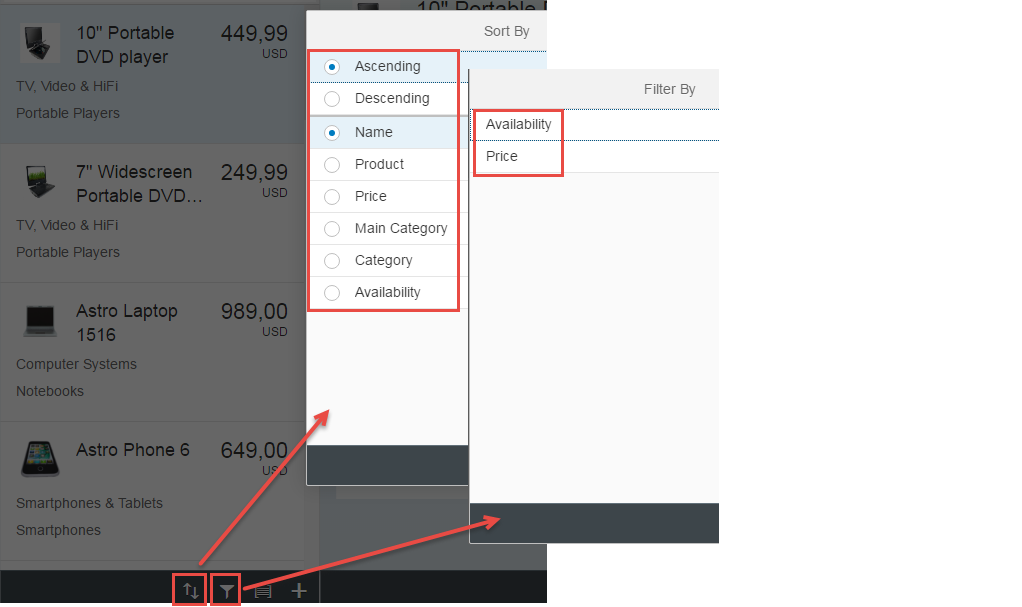 10" Portable
DVD player
449,99
USD
TV, Video & HiFi
Portable Players
7" Widescreen
Portable DVD...
249,99
USD
TV, Video & HiFi
Portable Players
Astro Laptop
1516
989,00
USD
Computer Systems
Notebooks
Astro Phone 6
649,00
USD
Smartphones & Tablets
Smartphones
10" Portable
Sort By
Ascending
Descending
Name
Product
Price
Main Category
Category
Availability
Filter By
Availability
Price